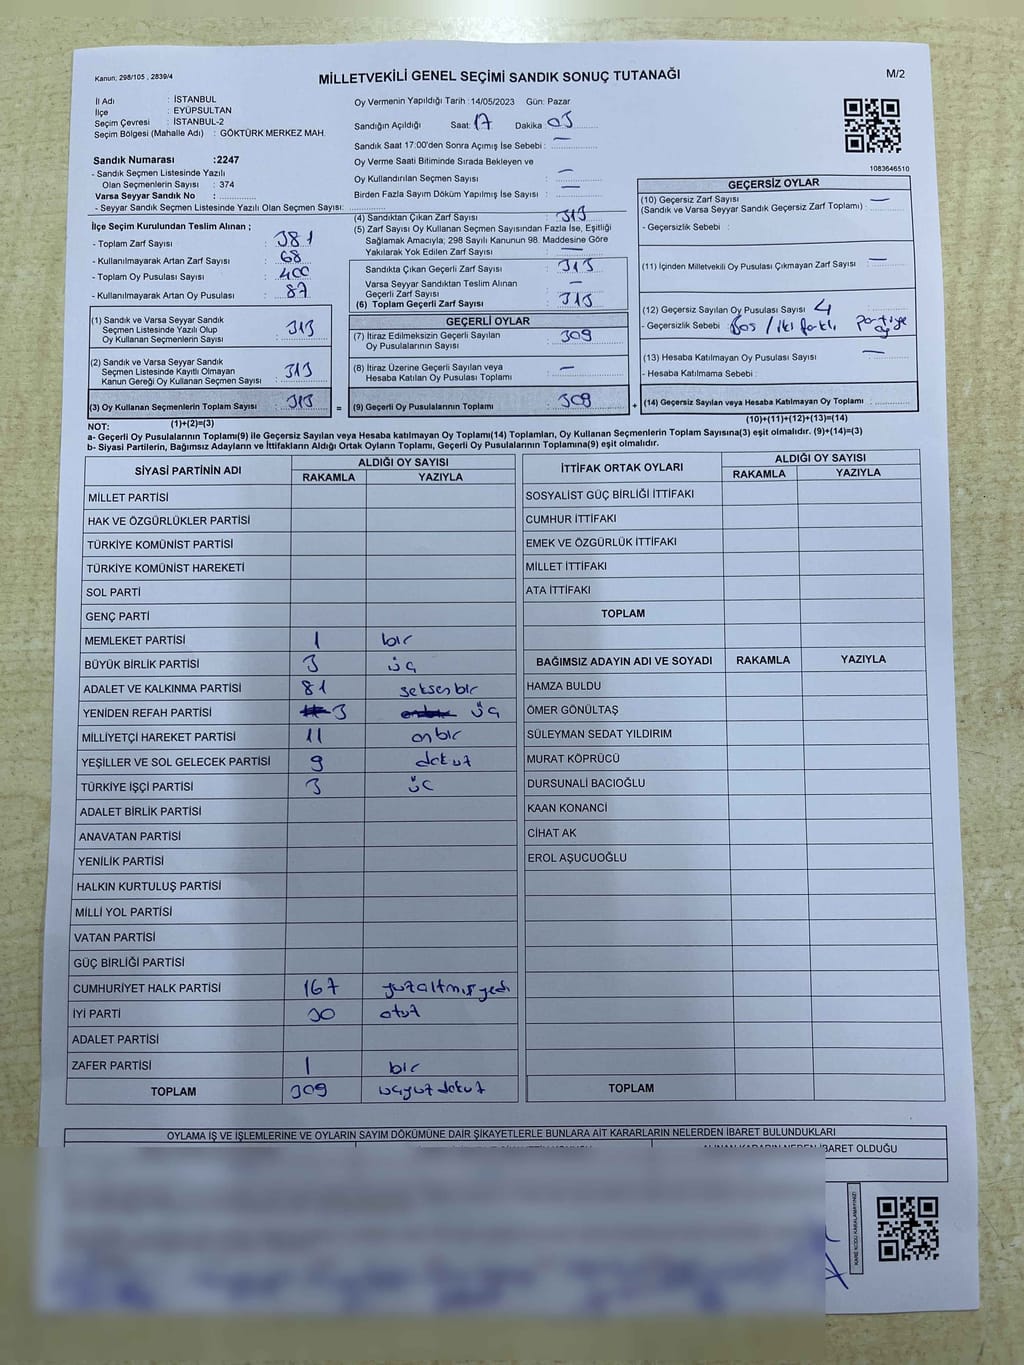 Kanun; 298/105 , 2839/4
MİLLETVEKİLİ GENEL SEÇİMİ SANDIK SONUÇ TUTANAĞI
M/2
İl Adı : İSTANBUL
İlçe : EYÜPSULTAN
Seçim Çevresi : İSTANBUL-2
Seçim Bölgesi (Mahalle Adı) : GÖKTÜRK MERKEZ MAH.
Sandık Numarası :2247
- Sandık Seçmen Listesinde Yazılı
Olan Seçmenlerin Sayısı : 374
Varsa Seyyar Sandık No :
- Seyyar Sandık Seçmen Listesinde Yazılı Olan Seçmen Sayısı:
Oy Vermenin Yapıldığı Tarih :14/05/2023 Gün: Pazar
Sandığın Açıldığı Saat: 17 Dakika : 05
Sandık Saat 17:00'den Sonra Açımış İse Sebebi : —
Oy Verme Saati Bitiminde Sırada Bekleyen ve
Oy Kullandırılan Seçmen Sayısı : —
Birden Fazla Sayım Döküm Yapılmış İse Sayısı : —
1083646510
İlçe Seçim Kurulundan Teslim Alınan ;
- Toplam Zarf Sayısı : 381
- Kullanılmayarak Artan Zarf Sayısı : 68
- Toplam Oy Pusulası Sayısı : 400
- Kullanılmayarak Artan Oy Pusulası : 87
(1) Sandık ve Varsa Seyyar Sandık
Seçmen Listesinde Yazılı Olup
Oy Kullanan Seçmenlerin Sayısı : 313
(2) Sandık ve Varsa Seyyar Sandık
Seçmen Listesinde Kayıtlı Olmayan
Kanun Gereği Oy Kullanan Seçmen Sayısı : 313
(3) Oy Kullanan Seçmenlerin Toplam Sayısı : 313
(1)+(2)=(3)
(4) Sandıktan Çıkan Zarf Sayısı : 313
(5) Zarf Sayısı Oy Kullanan Seçmen Sayısından Fazla İse, Eşitliği
Sağlamak Amacıyla; 298 Sayılı Kanunun 98. Maddesine Göre
Yakılarak Yok Edilen Zarf Sayısı : —
Sandıkta Çıkan Geçerli Zarf Sayısı : 313
Varsa Seyyar Sandıktan Teslim Alınan
Geçerli Zarf Sayısı : —
(6) Toplam Geçerli Zarf Sayısı : 313
GEÇERLİ OYLAR
(7) İtiraz Edilmeksizin Geçerli Sayılan
Oy Pusulalarının Sayısı : 309
(8) İtiraz Üzerine Geçerli Sayılan veya
Hesaba Katılan Oy Pusulası Toplamı : —
= (9) Geçerli Oy Pusulalarının Toplamı : 309
GEÇERSİZ OYLAR
(10) Geçersiz Zarf Sayısı : —
(Sandık ve Varsa Seyyar Sandık Geçersiz Zarf Toplamı) :
- Geçersizlik Sebebi :
(11) İçinden Milletvekili Oy Pusulası Çıkmayan Zarf Sayısı : —
(12) Geçersiz Sayılan Oy Pusulası Sayısı : 4
- Geçersizlik Sebebi : Boş / iki farklı partiye oy
(13) Hesaba Katılmayan Oy Pusulası Sayısı : —
- Hesaba Katılmama Sebebi :
+ (14) Geçersiz Sayılan veya Hesaba Katılmayan Oy Toplamı :
(10)+(11)+(12)+(13)=(14)
NOT:
a- Geçerli Oy Pusulalarının Toplamı(9) ile Geçersiz Sayılan veya Hesaba katılmayan Oy Toplamı(14) Toplamları, Oy Kullanan Seçmenlerin Toplam Sayısına(3) eşit olmalıdır. (9)+(14)=(3)
b- Siyasi Partilerin, Bağımsız Adayların ve İttifakların Aldığı Ortak Oyların Toplamı, Geçerli Oy Pusulalarının Toplamına(9) eşit olmalıdır.
SİYASİ PARTİNİN ADI ALDIĞI OY SAYISI
RAKAMLA YAZIYLA
MİLLET PARTİSİ
HAK VE ÖZGÜRLÜKLER PARTİSİ
TÜRKİYE KOMÜNİST PARTİSİ
TÜRKİYE KOMÜNİST HAREKETİ
SOL PARTİ
GENÇ PARTİ
MEMLEKET PARTİSİ 1 bir
BÜYÜK BİRLİK PARTİSİ 3 üç
ADALET VE KALKINMA PARTİSİ 81 seksenbir
YENİDEN REFAH PARTİSİ 3 üç
MİLLİYETÇİ HAREKET PARTİSİ 11 onbir
YEŞİLLER VE SOL GELECEK PARTİSİ 9 dokuz
TÜRKİYE İŞÇİ PARTİSİ 3 üç
ADALET BİRLİK PARTİSİ
ANAVATAN PARTİSİ
YENİLİK PARTİSİ
HALKIN KURTULUŞ PARTİSİ
MİLLİ YOL PARTİSİ
VATAN PARTİSİ
GÜÇ BİRLİĞİ PARTİSİ
CUMHURİYET HALK PARTİSİ 167 yüzaltmışyedi
İYİ PARTİ 30 otuz
ADALET PARTİSİ
ZAFER PARTİSİ 1 bir
TOPLAM 309 üçyüzdokuz
İTTİFAK ORTAK OYLARI ALDIĞI OY SAYISI
RAKAMLA YAZIYLA
SOSYALİST GÜÇ BİRLİĞİ İTTİFAKI
CUMHUR İTTİFAKI
EMEK VE ÖZGÜRLÜK İTTİFAKI
MİLLET İTTİFAKI
ATA İTTİFAKI
TOPLAM
BAĞIMSIZ ADAYIN ADI VE SOYADI RAKAMLA YAZIYLA
HAMZA BULDU
ÖMER GÖNÜLTAŞ
SÜLEYMAN SEDAT YILDIRIM
MURAT KÖPRÜCÜ
DURSUNALİ BACIOĞLU
KAAN KONANCİ
CİHAT AK
EROL AŞUCUOĞLU
TOPLAM
OYLAMA İŞ VE İŞLEMLERİNE VE OYLARIN SAYIM DÖKÜMÜNE DAİR ŞİKAYETLERLE BUNLARA AİT KARARLARIN NELERDEN İBARET BULUNDUKLARI
ALINAN KARARIN NEDEN İBARET OLDUĞU
KARE KODU KARALAMAYINIZ!